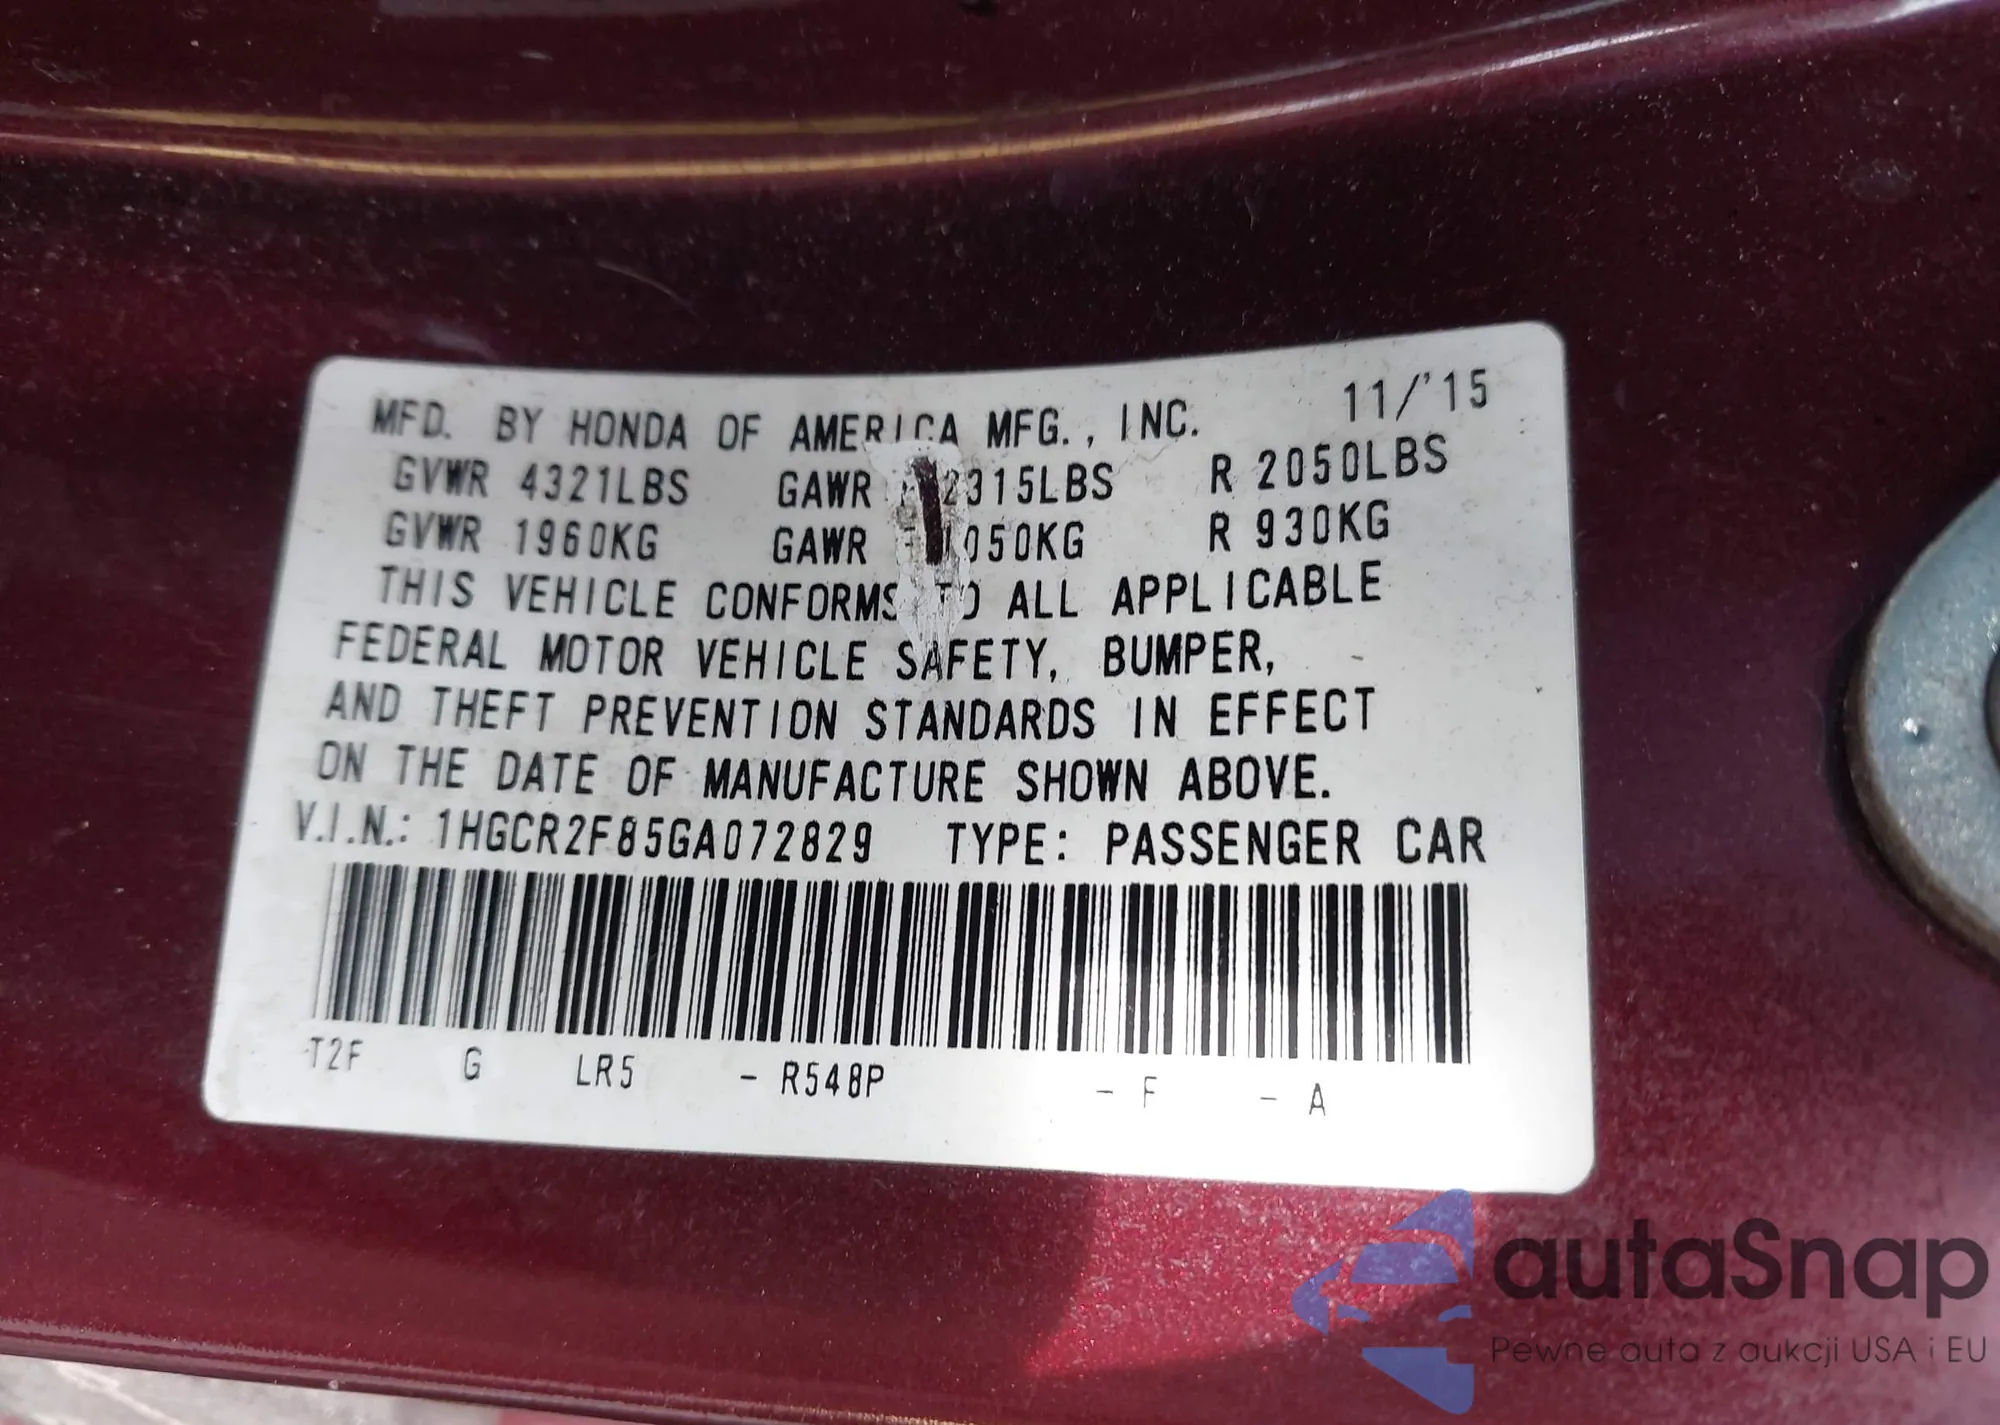 MFD. BY HONDA OF AMERICA MFG., INC. 11/'15
GVWR 4321LBS GAWR 2315LBS R 2050LBS
GVWR 1960KG GAWR 1050KG R 930KG
THIS VEHICLE CONFORMS TO ALL APPLICABLE
FEDERAL MOTOR VEHICLE SAFETY, BUMPER,
AND THEFT PREVENTION STANDARDS IN EFFECT
ON THE DATE OF MANUFACTURE SHOWN ABOVE.
V.I.N.: 1HGCR2F85GA072829 TYPE: PASSENGER CAR
T2F G LR5 - R548P - F - A
autaSnap
Pewne auta z aukcji USA i EU